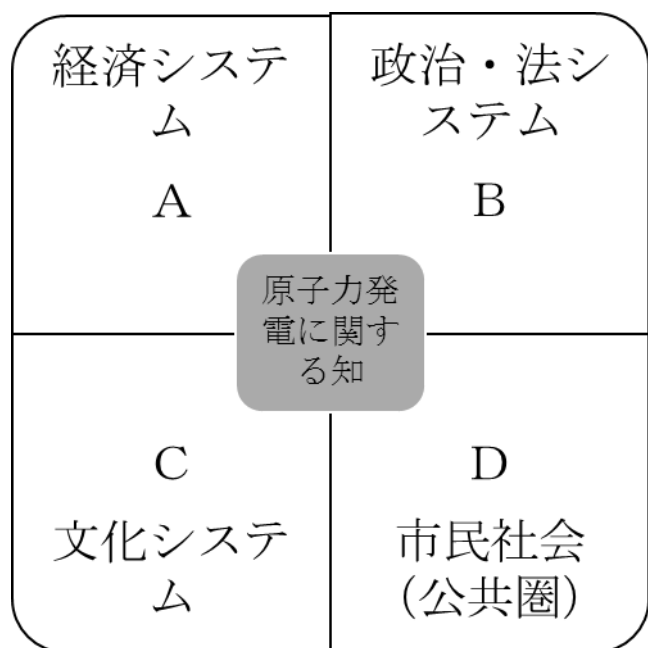 経済システ
ム
A
政治・法シ
ステム
B
原子力発
電に関す
る知
C
文化システ
ム
D
市民社会
（公共圏）